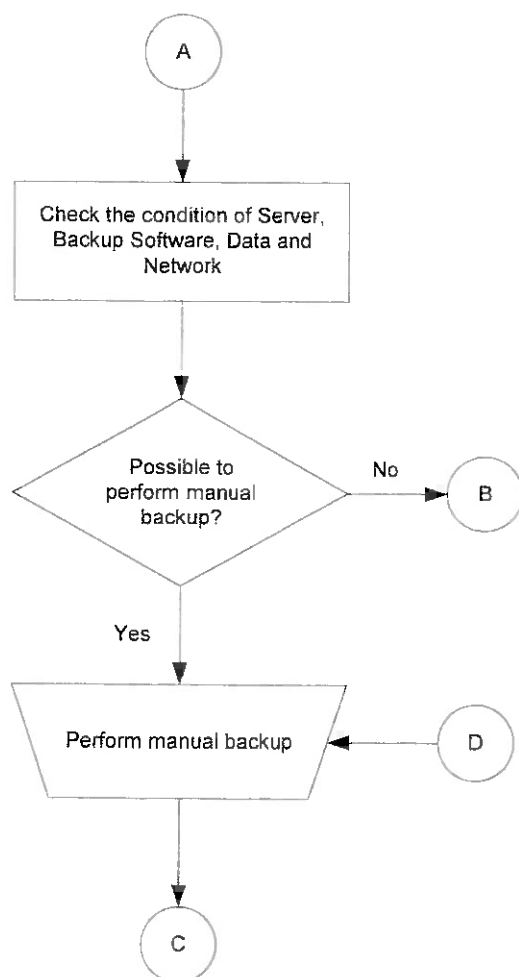 A
Check the condition of Server,
Backup Software, Data and
Network
Possible to
perform manual
backup?
No
B
Yes
Perform manual backup
D
C